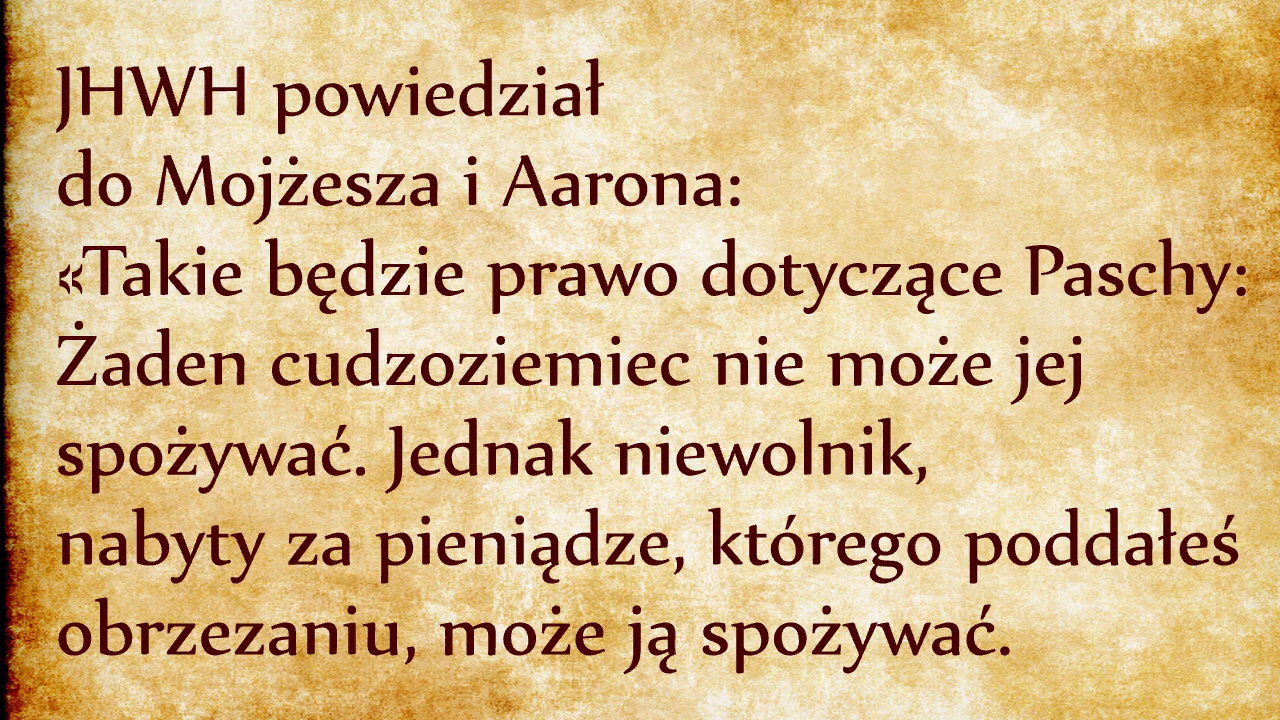 JHWH powiedział
do Mojżesza i Aarona:
«Takie będzie prawo dotyczące Paschy:
Żaden cudzoziemiec nie może jej
spożywać. Jednak niewolnik,
nabyty za pieniądze, którego poddałeś
obrzezaniu, może ją spożywać.